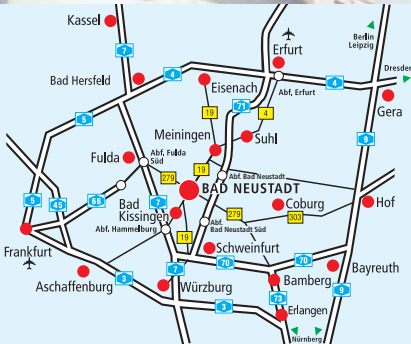 Kassel
7
Berlin
Leipzig
Erfurt
Dresden
4
4
Bad Hersfeld
Eisenach
Abf. Erfurt
Gera
5
19
71
4
9
Meiningen
Suhl
Fulda
Abf. Fulda
Süd
19
279
Abf. Bad Neustadt
BAD NEUSTADT
5
45
66
7
Bad
Kissingen
279
Abf.
Bad Neustadt Süd
Coburg
303
Hof
Abf. Hammelburg
19
Frankfurt
Schweinfurt
Aschaffenburg
3
7
70
70
Bayreuth
Würzburg
Bamberg
9
3
73
Erlangen
Nürnberg